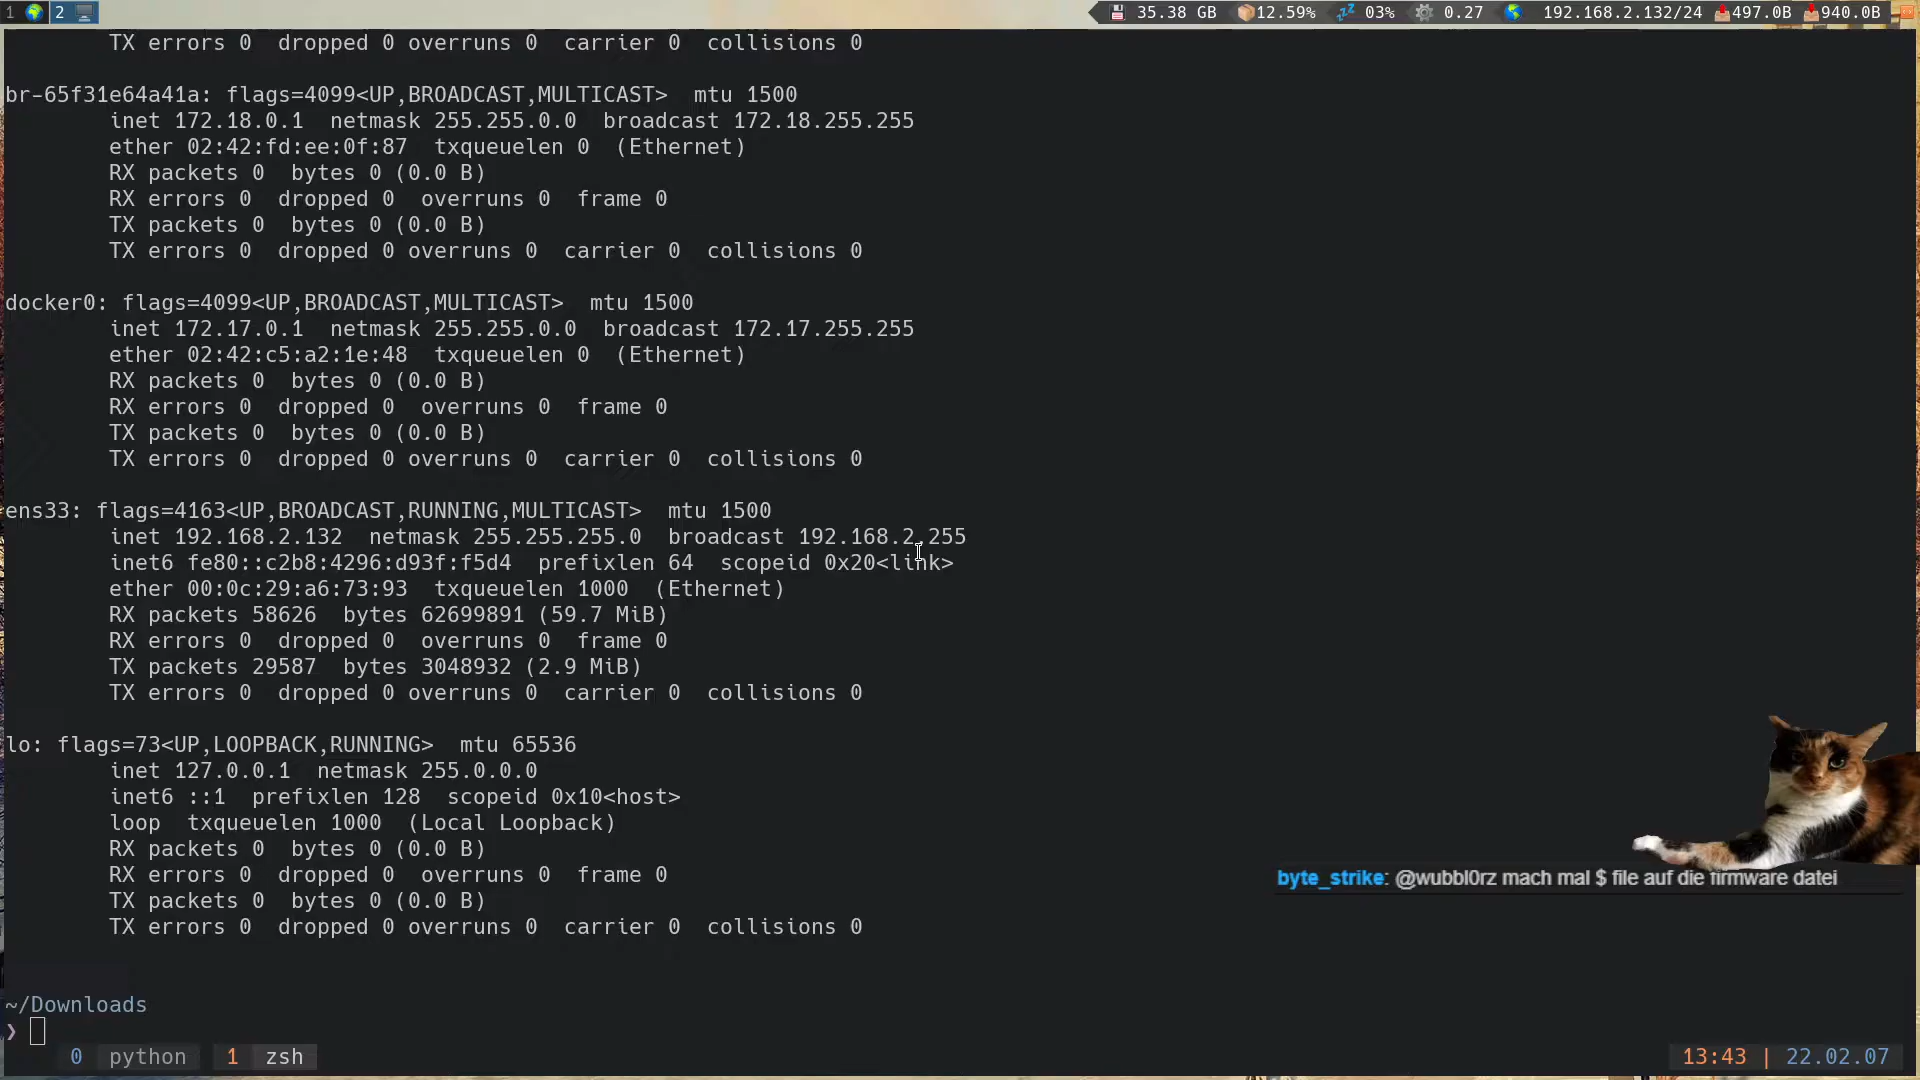 1 2 35.38 GB 12.59% 03% 0.27 192.168.2.132/24 497.0B 940.0B
TX errors 0  dropped 0 overruns 0  carrier 0  collisions 0
br-65f31e64a41a: flags=4099<UP,BROADCAST,MULTICAST>  mtu 1500
inet 172.18.0.1  netmask 255.255.0.0  broadcast 172.18.255.255
ether 02:42:fd:ee:0f:87  txqueuelen 0  (Ethernet)
RX packets 0  bytes 0 (0.0 B)
RX errors 0  dropped 0  overruns 0  frame 0
TX packets 0  bytes 0 (0.0 B)
TX errors 0  dropped 0 overruns 0  carrier 0  collisions 0
docker0: flags=4099<UP,BROADCAST,MULTICAST>  mtu 1500
inet 172.17.0.1  netmask 255.255.0.0  broadcast 172.17.255.255
ether 02:42:c5:a2:1e:48  txqueuelen 0  (Ethernet)
RX packets 0  bytes 0 (0.0 B)
RX errors 0  dropped 0  overruns 0  frame 0
TX packets 0  bytes 0 (0.0 B)
TX errors 0  dropped 0 overruns 0  carrier 0  collisions 0
ens33: flags=4163<UP,BROADCAST,RUNNING,MULTICAST>  mtu 1500
inet 192.168.2.132  netmask 255.255.255.0  broadcast 192.168.2.255
inet6 fe80::c2b8:4296:d93f:f5d4  prefixlen 64  scopeid 0x20<link>
ether 00:0c:29:a6:73:93  txqueuelen 1000  (Ethernet)
RX packets 58626  bytes 62699891 (59.7 MiB)
RX errors 0  dropped 0  overruns 0  frame 0
TX packets 29587  bytes 3048932 (2.9 MiB)
TX errors 0  dropped 0 overruns 0  carrier 0  collisions 0
lo: flags=73<UP,LOOPBACK,RUNNING>  mtu 65536
inet 127.0.0.1  netmask 255.0.0.0
inet6 ::1  prefixlen 128  scopeid 0x10<host>
loop  txqueuelen 1000  (Local Loopback)
RX packets 0  bytes 0 (0.0 B)
RX errors 0  dropped 0  overruns 0  frame 0
TX packets 0  bytes 0 (0.0 B)
TX errors 0  dropped 0 overruns 0  carrier 0  collisions 0
byte_strike: @wubbl0rz mach mal $ file auf die firmware datei
~/Downloads
❯
0 python 1 zsh 13:43 | 22.02.07